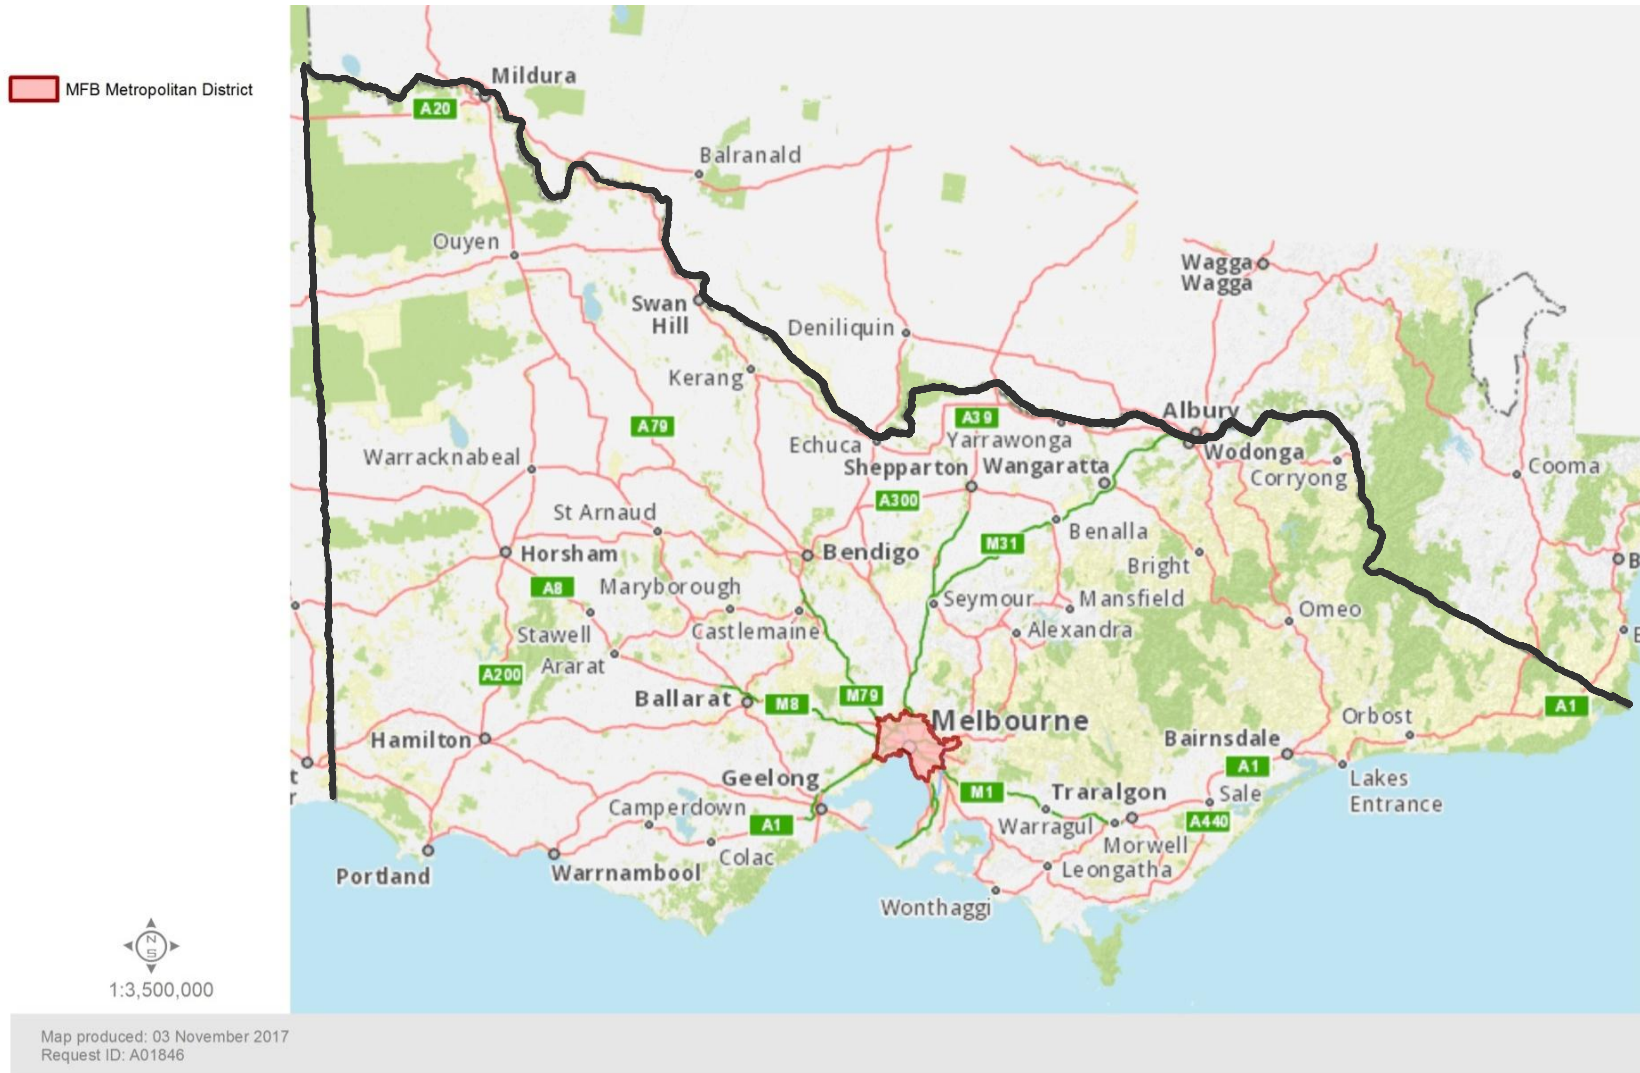 MFB Metropolitan District
Mildura
A20
Balranald
Ouyen
Wagga
Wagga
Swan
Hill
Deniliquin
Kerang
A79
A39
Albury
Echuca
Yarrawonga
Wodonga
Warracknabeal
Shepparton
Wangaratta
Corryong
Cooma
A300
St Arnaud
Benalla
Horsham
Bendigo
M31
Bright
B
A8
Maryborough
Seymour
Mansfield
Omeo
Stawell
Castlemaine
Alexandra
E
Ararat
A200
Ballarat
M8
M79
Melbourne
Orbost
A1
Hamilton
Bairnsdale
t
r
Geelong
A1
Lakes
Entrance
Camperdown
M1
Traralgon
Sale
A1
Warragul
A440
Colac
Morwell
Portland
Warrnambool
Leongatha
Wonthaggi
N
S
1:3,500,000
Map produced: 03 November 2017
Request ID: A01846